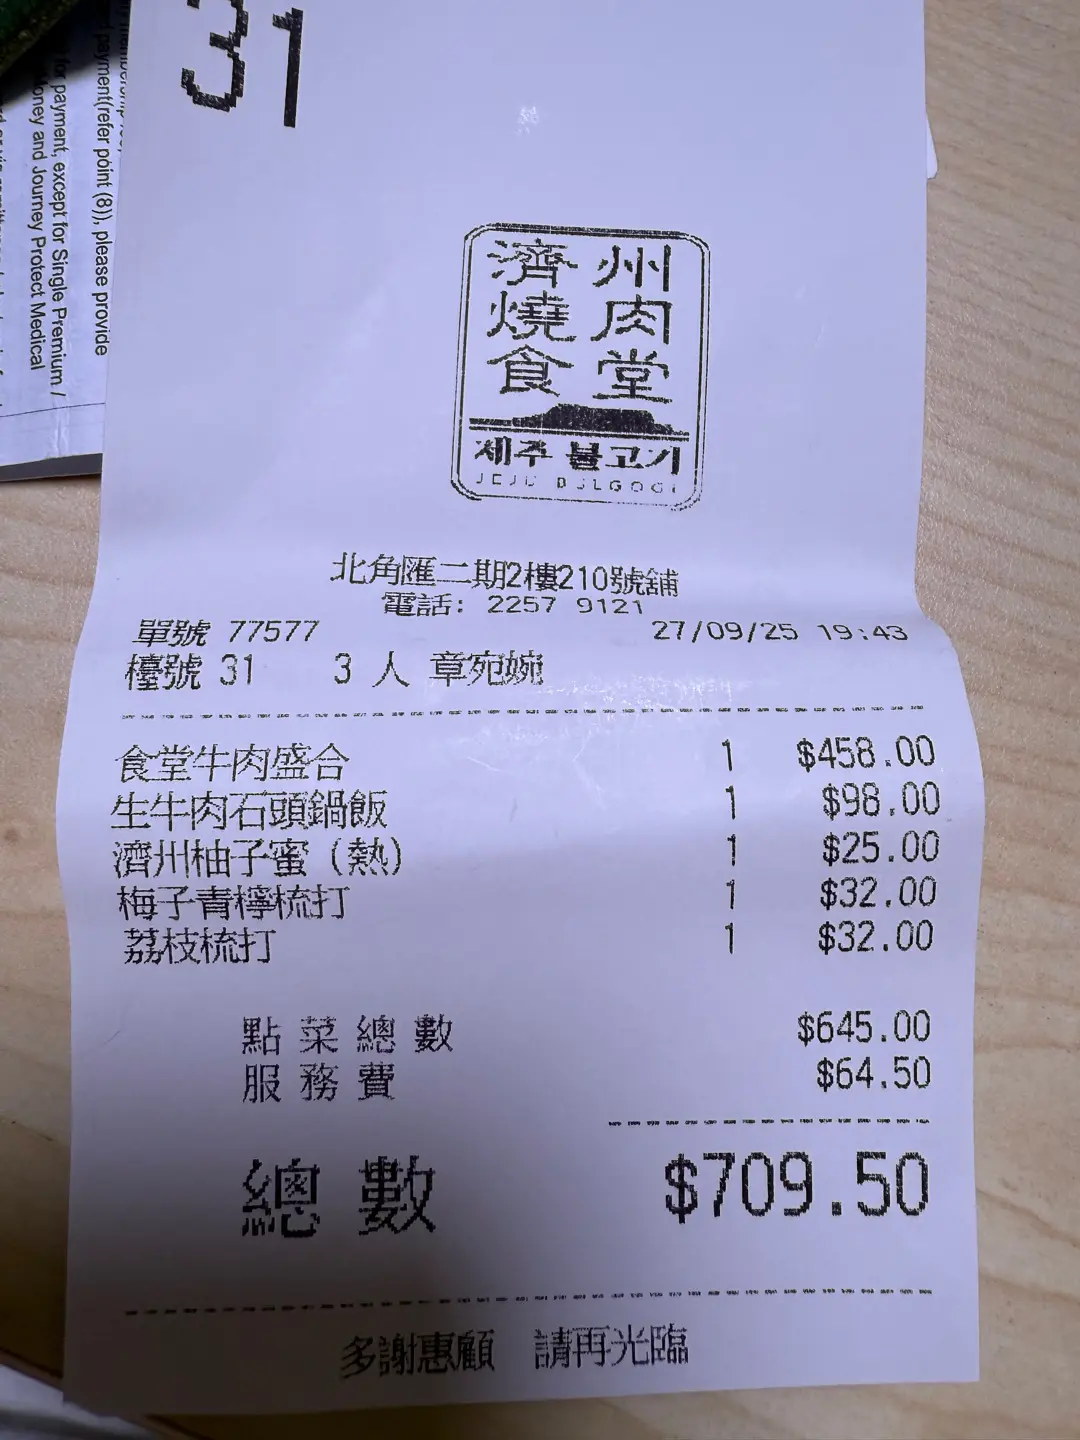 31
濟州
燒肉
食堂
제주 불고기
JEJU BULGOGI
北角匯二期2樓210號舖
電話: 2257 9121
單號 77577 27/09/25 19:43
檯號 31 3 人 章宛婉
食堂牛肉盛合 1 $458.00
生牛肉石頭鍋飯 1 $98.00
濟州柚子蜜 (熱) 1 $25.00
梅子青檸梳打 1 $32.00
荔枝梳打 1 $32.00
點菜總數 $645.00
服務費 $64.50
總數 $709.50
多謝惠顧 請再光臨
payment(refer point (8)), please provide
for payment, except for Single Premium /
Money and Journey Protect Medical